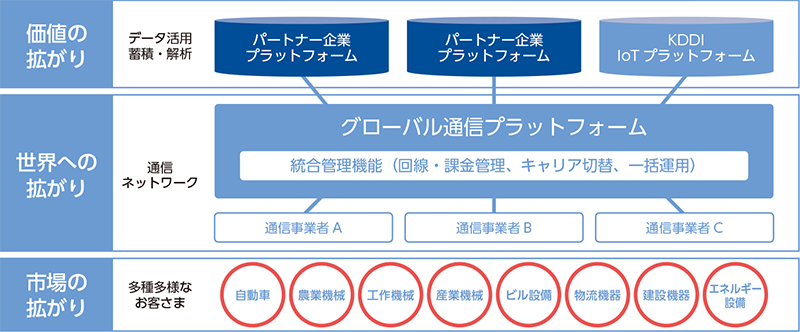 価値の
拡がり
データ活用
蓄積・解析
パートナー企業
プラットフォーム
パートナー企業
プラットフォーム
KDDI
IoT プラットフォーム
世界への
拡がり
通信
ネットワーク
グローバル通信プラットフォーム
統合管理機能（回線・課金管理、キャリア切替、一括運用）
通信事業者 A
通信事業者 B
通信事業者 C
市場の
拡がり
多種多様な
お客さま
自動車
農業機械
工作機械
産業機械
ビル設備
物流機器
建設機器
エネルギー
設備